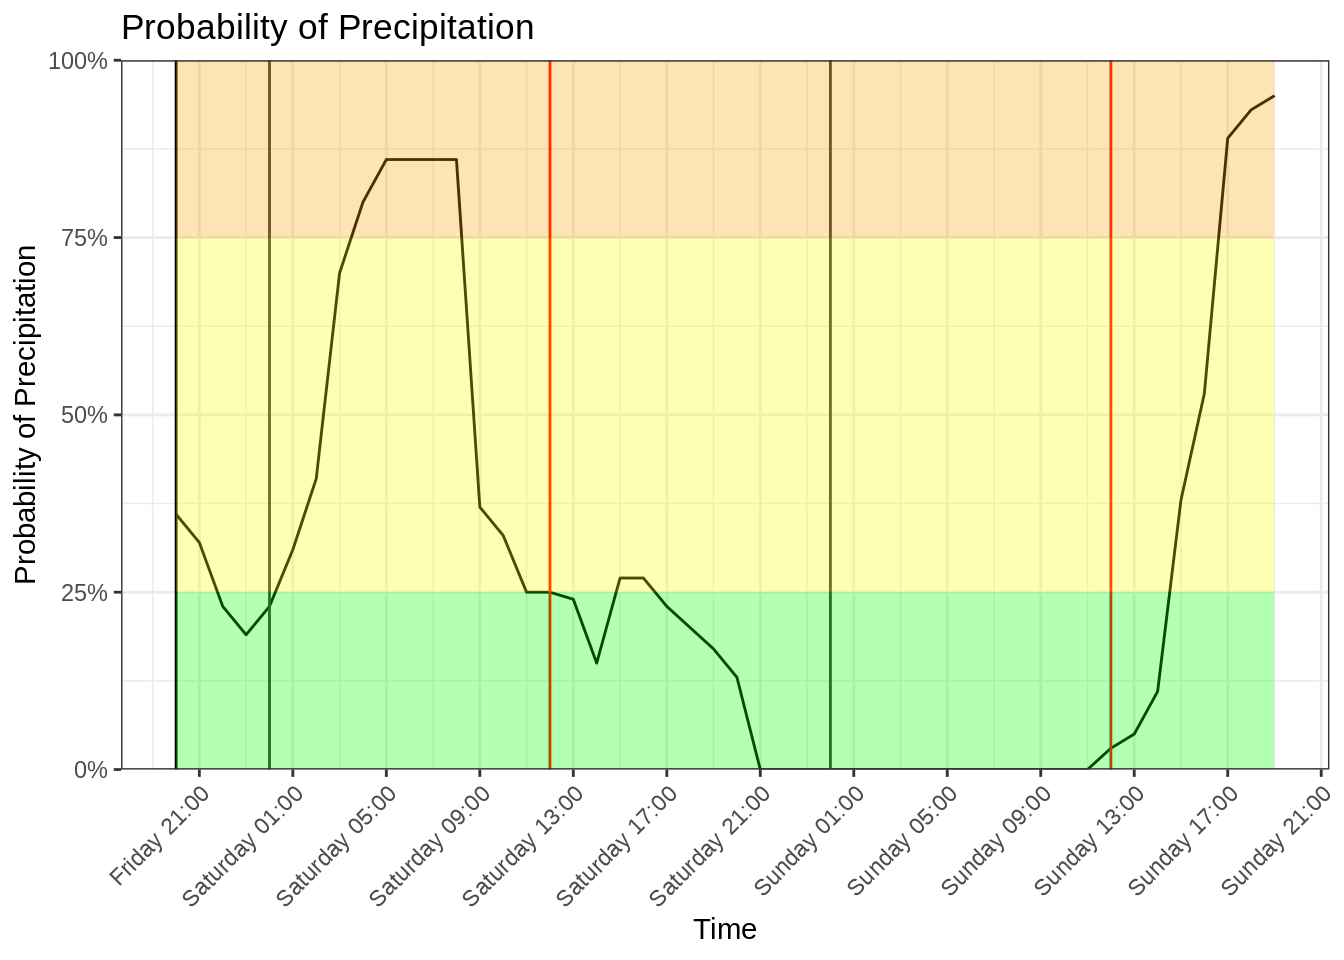 Probability of Precipitation
100%
75%
50%
25%
0%
Probability of Precipitation
Friday 21:00
Saturday 01:00
Saturday 05:00
Saturday 09:00
Saturday 13:00
Saturday 17:00
Saturday 21:00
Sunday 01:00
Sunday 05:00
Sunday 09:00
Sunday 13:00
Sunday 17:00
Sunday 21:00
Time